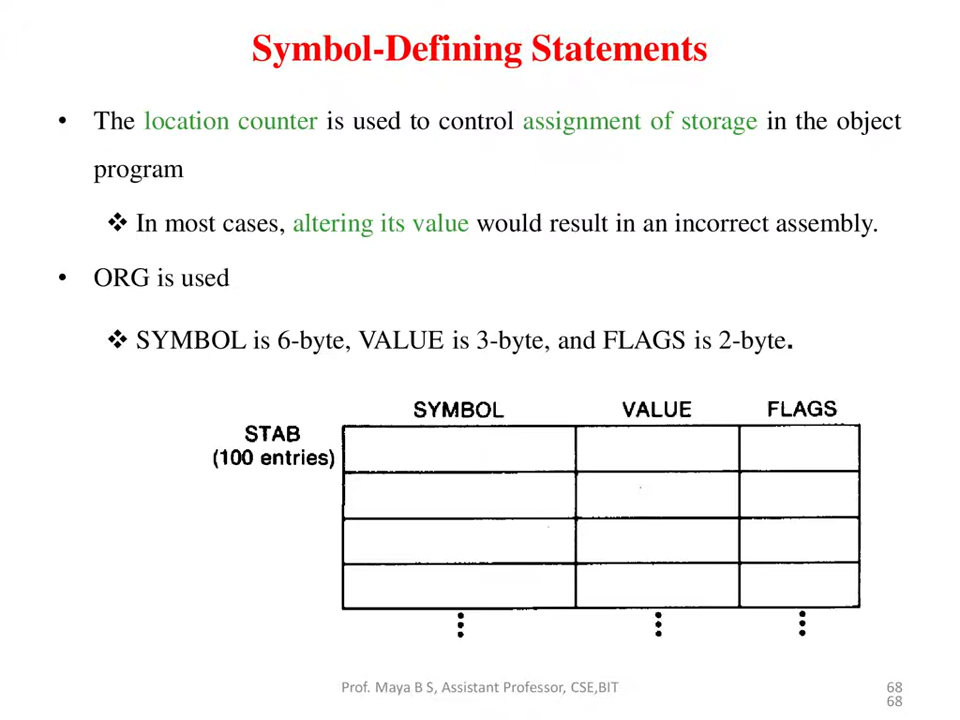 Symbol-Defining Statements
• The location counter is used to control assignment of storage in the object
program
❖ In most cases, altering its value would result in an incorrect assembly.
• ORG is used
❖ SYMBOL is 6-byte, VALUE is 3-byte, and FLAGS is 2-byte.
SYMBOL VALUE FLAGS
STAB
(100 entries)
Prof. Maya B S, Assistant Professor, CSE,BIT
68
68